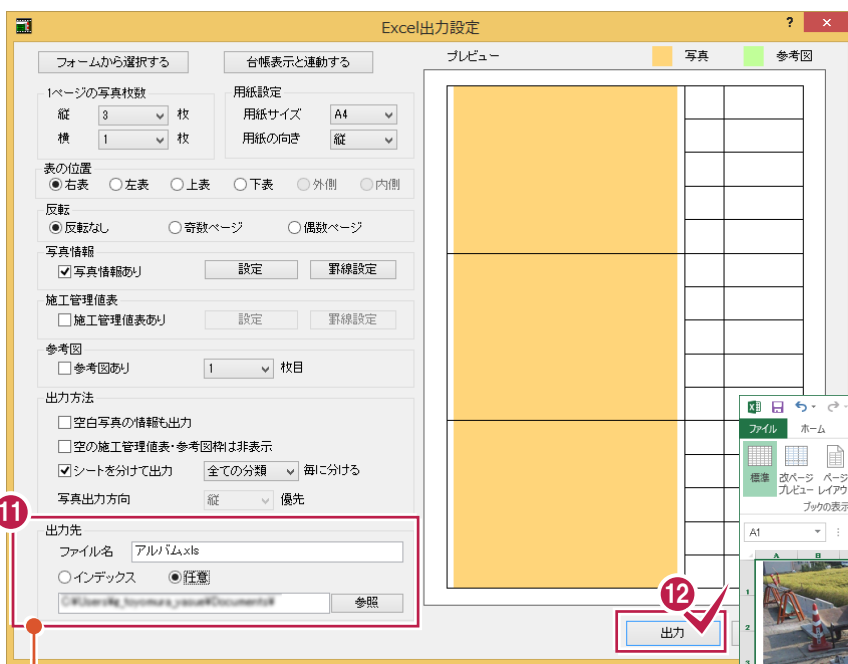 Excel出力設定
? ×
フォームから選択する 台帳表示と連動する
プレビュー 写真 参考図
1ページの写真枚数 用紙設定
縦 3 枚 用紙サイズ A4
横 1 枚 用紙の向き 縦
表の位置
右表 左表 上表 下表 外側 内側
反転
反転なし 奇数ページ 偶数ページ
写真情報
写真情報あり 設定 罫線設定
施工管理値表
施工管理値表あり 設定 罫線設定
参考図
参考図あり 1 枚目
出力方法
空白写真の情報も出力
空の施工管理値表・参考図枠は非表示
シートを分けて出力 全ての分類 毎に分ける
写真出力方向 縦 優先
11
出力先
ファイル名 アルバム.xls
インデックス 任意
参照
12
出力
ファイル ホーム
標準 改ページ ページ
プレビュー レイアウ
ブックの表示
A1
A B
1
2
3